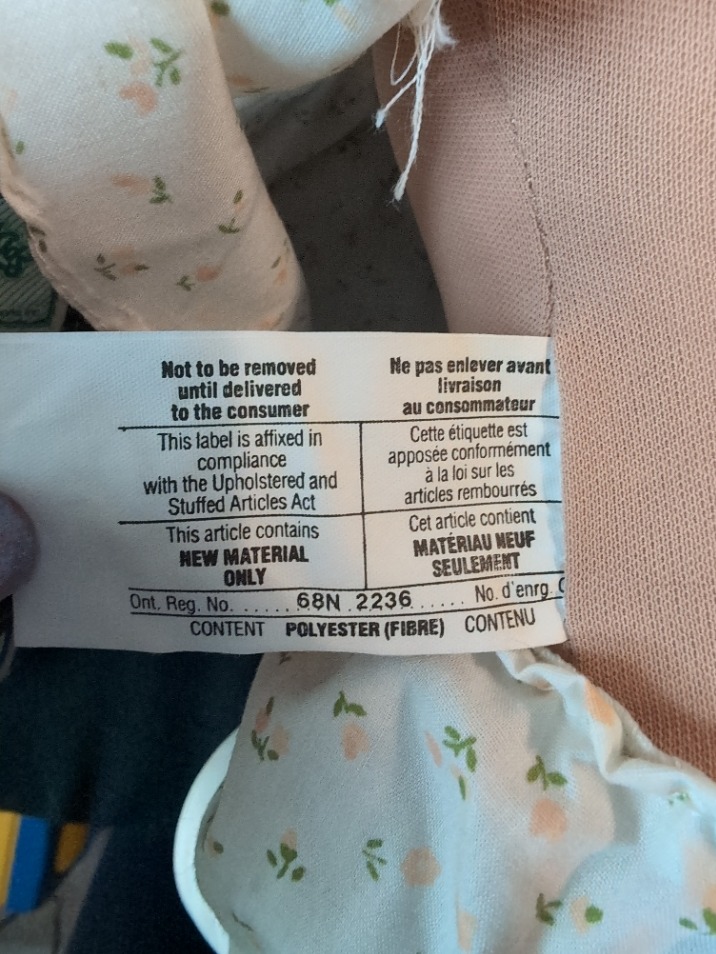 Not to be removed
until delivered
to the consumer
Ne pas enlever avant
livraison
au consommateur
This label is affixed in
compliance
with the Upholstered and
Stuffed Articles Act
Cette étiquette est
apposée conformément
à la loi sur les
articles rembourrés
This article contains
NEW MATERIAL
ONLY
Cet article contient
MATÉRIAU NEUF
SEULEMENT
Ont. Reg. No. ...... 68N 2236 ...... No. d'enrg.
CONTENT POLYESTER (FIBRE) CONTENU